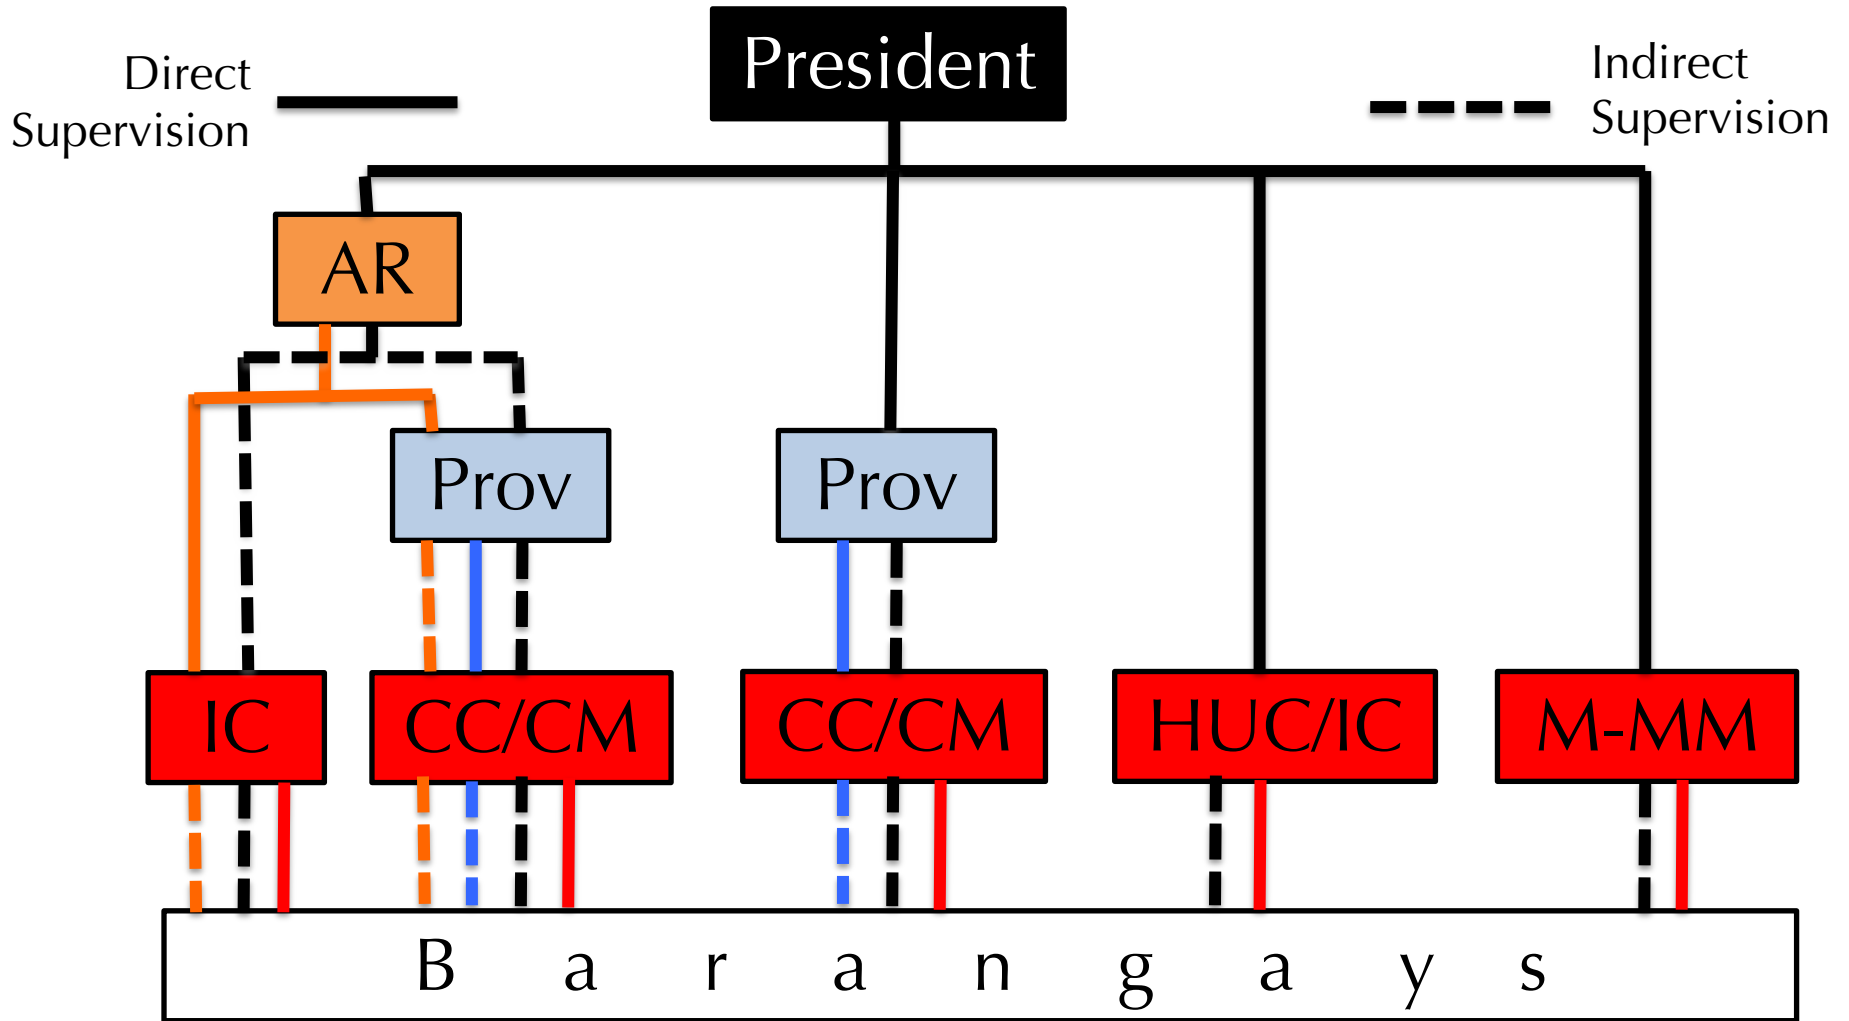 President
Direct
Supervision
Indirect
Supervision
AR
Prov
Prov
IC
CC/CM
CC/CM
HUC/IC
M-MM
B a r a n g a y s